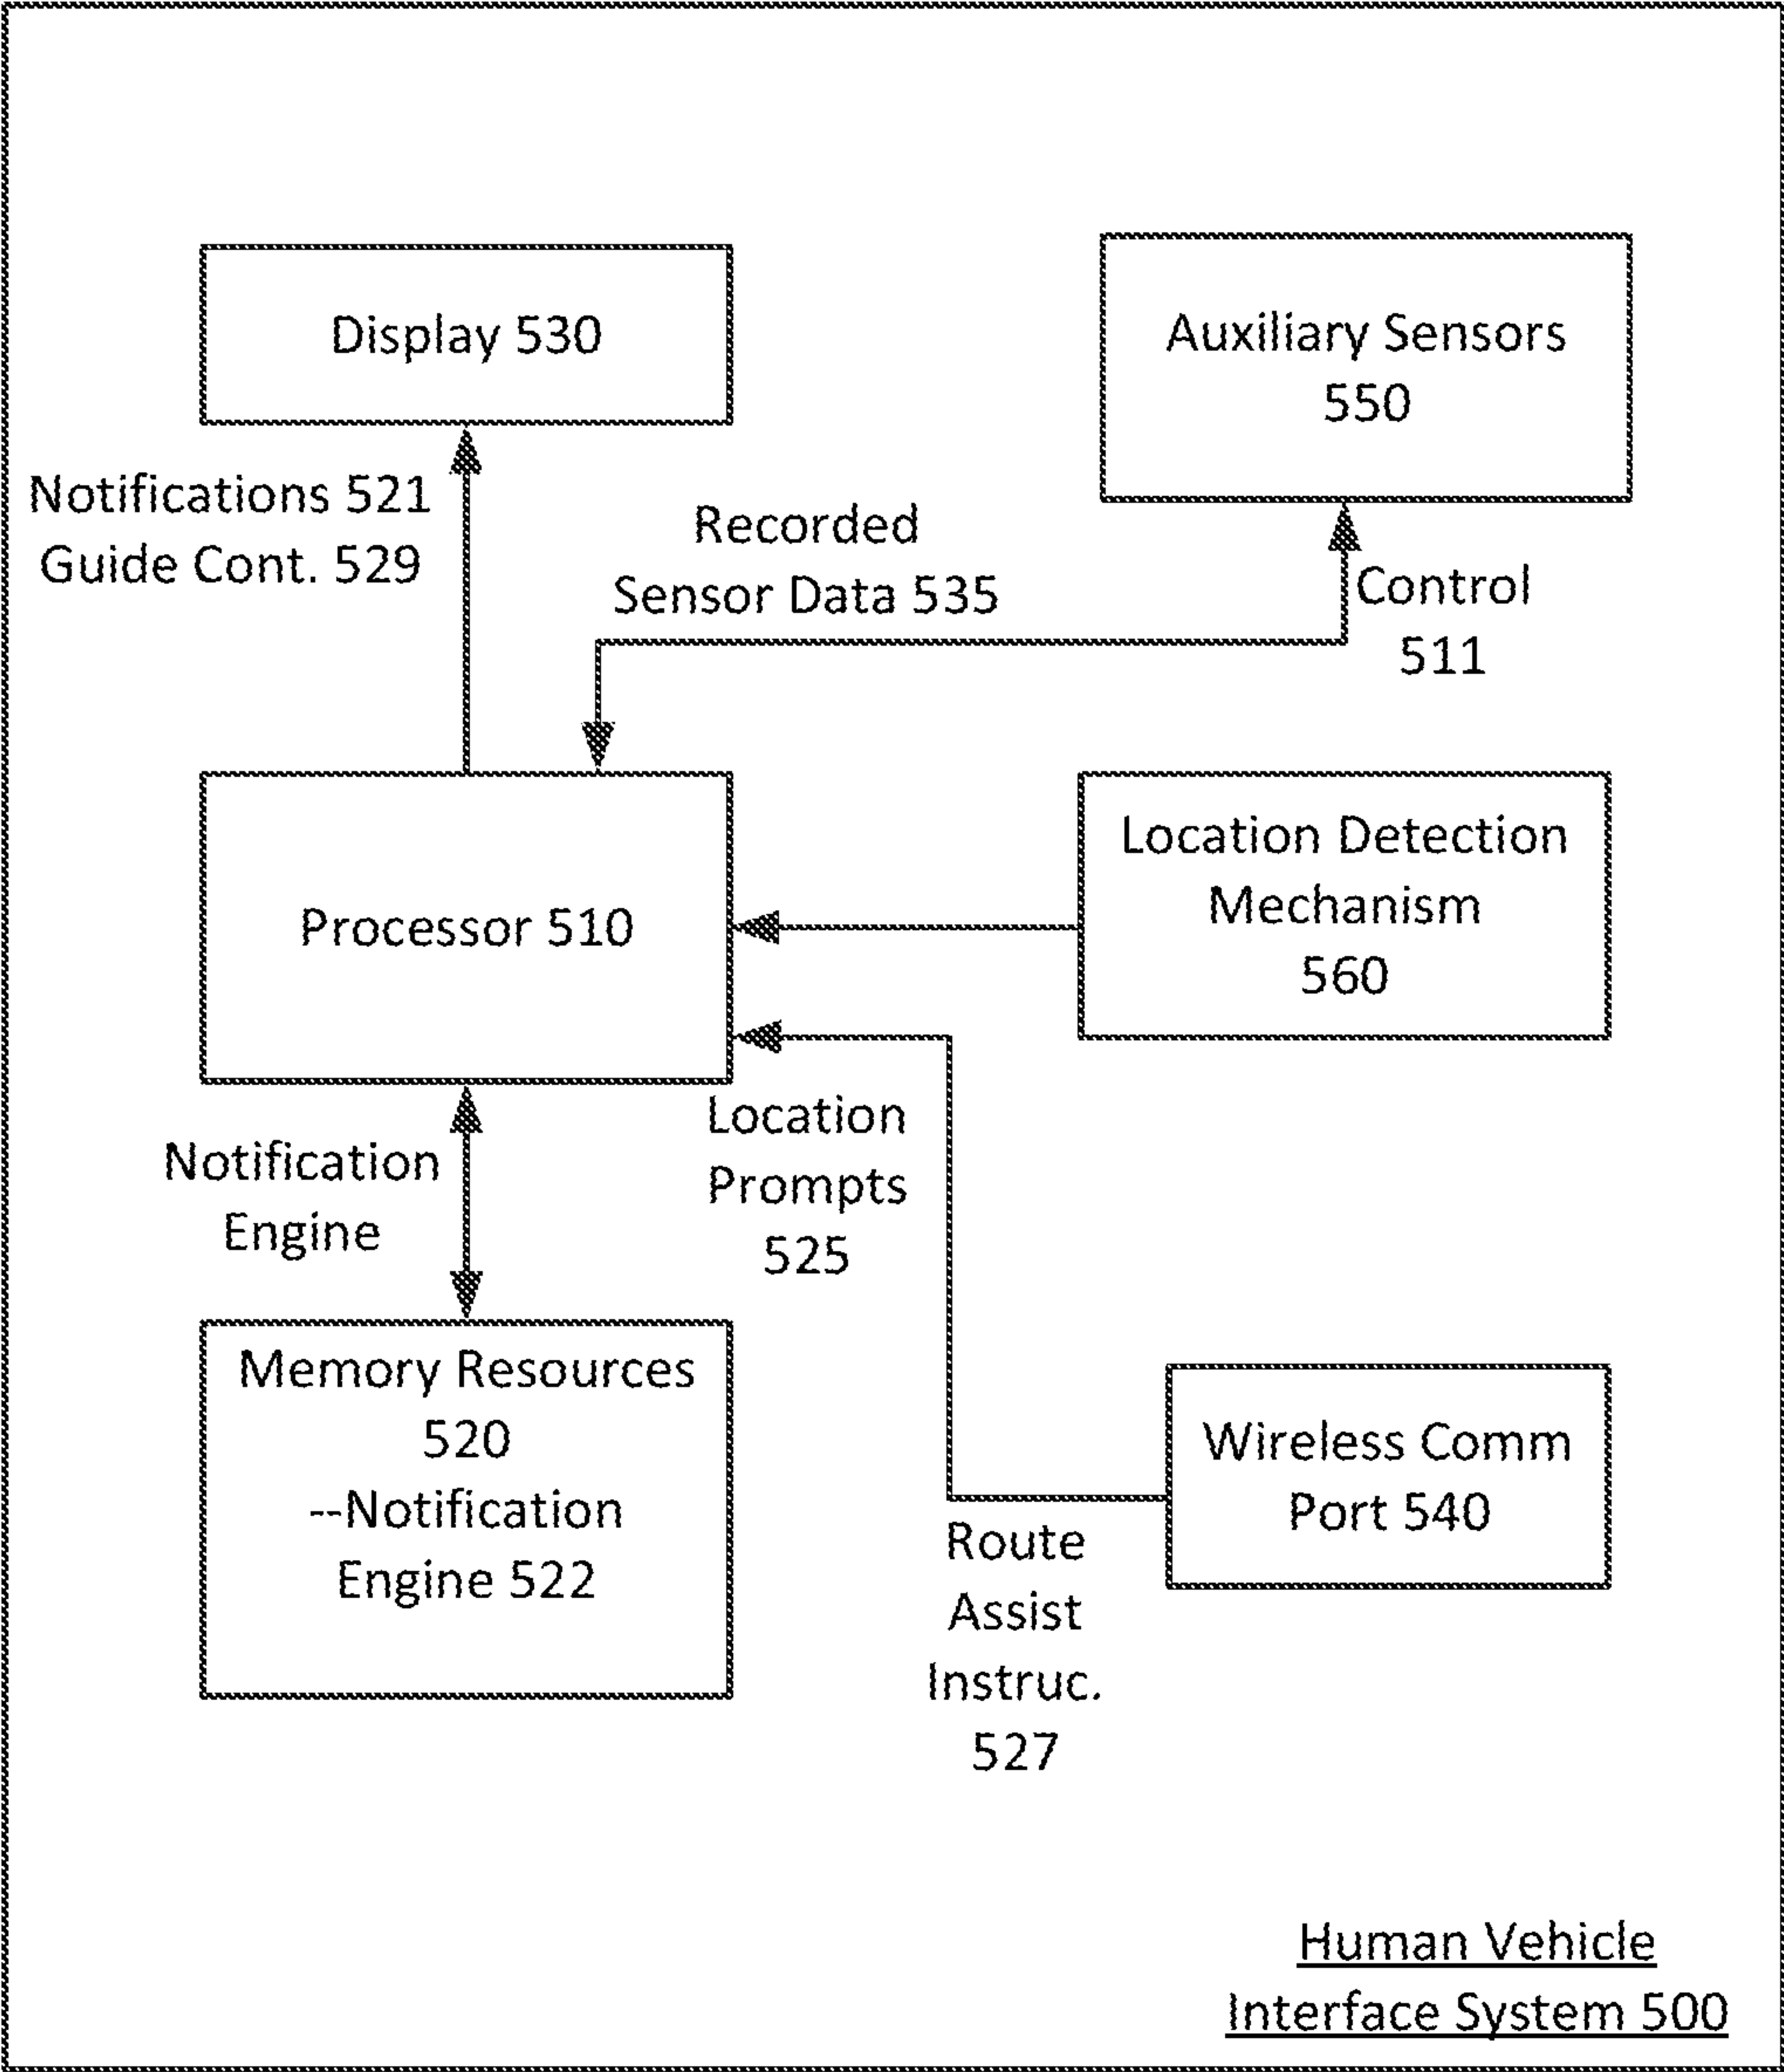 Display 530
Auxiliary Sensors
550
Notifications 521
Guide Cont. 529
Recorded
Sensor Data 535
Control
511
Processor 510
Location Detection
Mechanism
560
Notification
Engine
Location
Prompts
525
Memory Resources
520
--Notification
Engine 522
Wireless Comm
Port 540
Route
Assist
Instruc.
527
Human Vehicle
Interface System 500